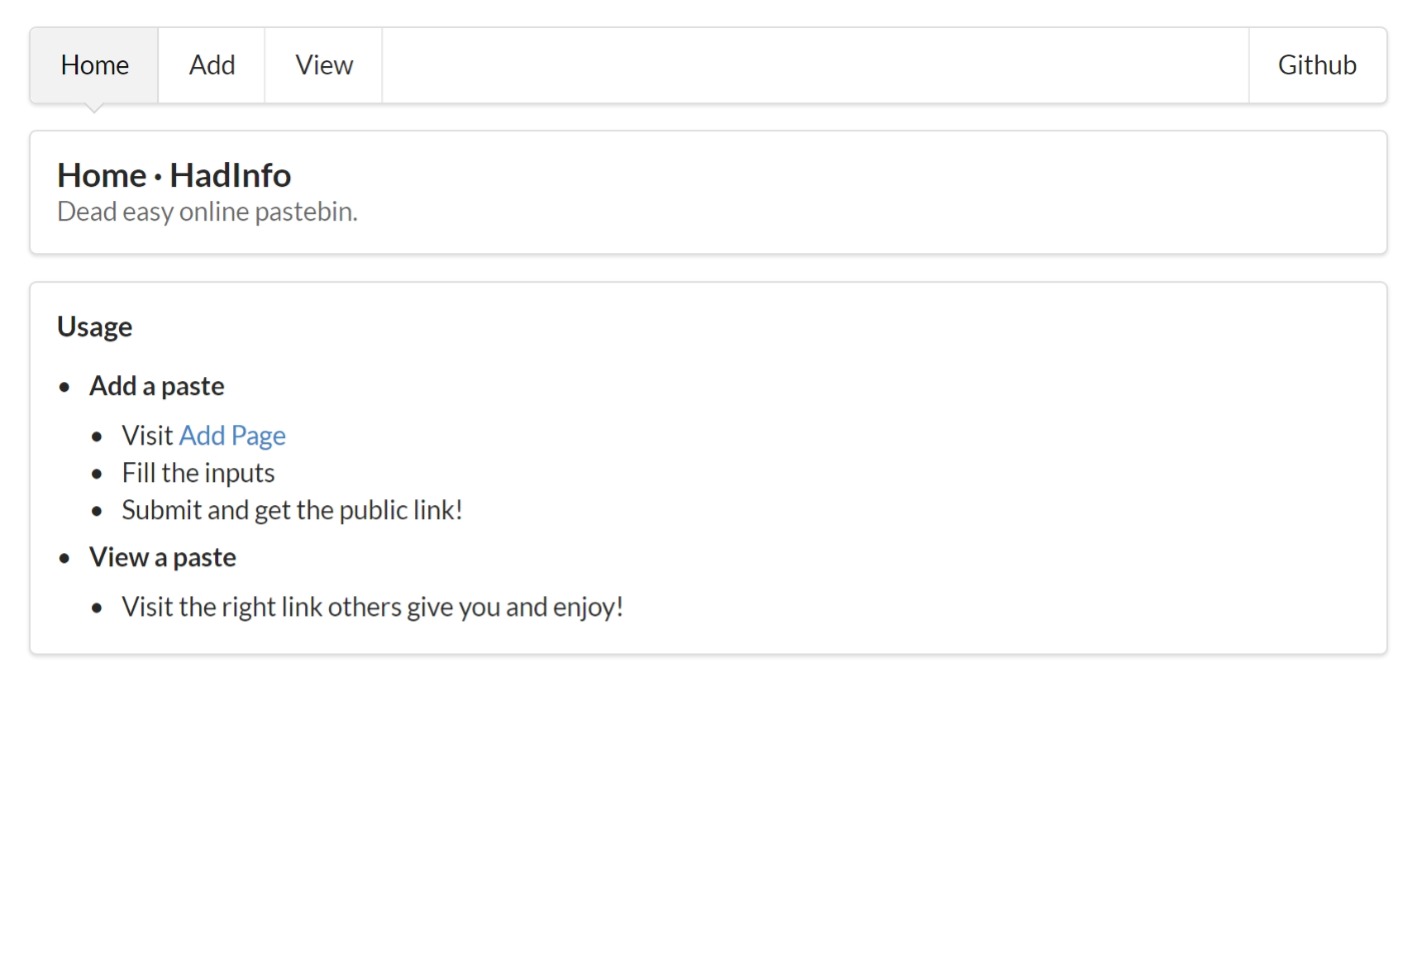 Home Add View Github
Home · HadInfo
Dead easy online pastebin.
Usage
• Add a paste
• Visit Add Page
• Fill the inputs
• Submit and get the public link!
• View a paste
• Visit the right link others give you and enjoy!